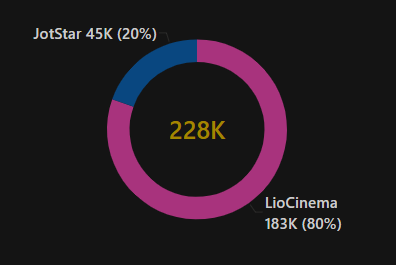 JotStar 45K (20%)
228K
LioCinema
183K (80%)